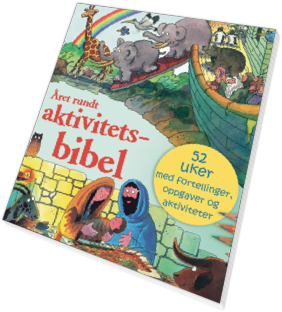 Året rundt
aktivitets-
bibel
52
uker
med fortellinger,
oppgaver og
aktiviteter